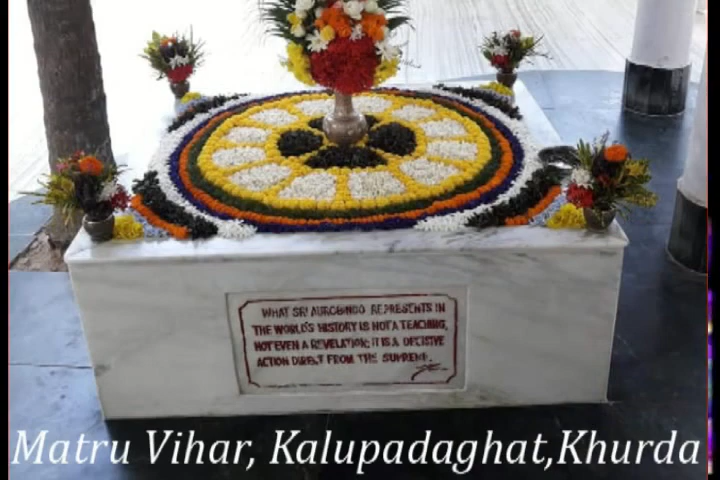 WHAT SRI AUROBINDO REPRESENTS IN
THE WORLD'S HISTORY IS NOT A TEACHING,
NOT EVEN A REVELATION; IT IS A DECISIVE
ACTION DIRECT FROM THE SUPREME.
Matru Vihar, Kalupadaghat,Khurda